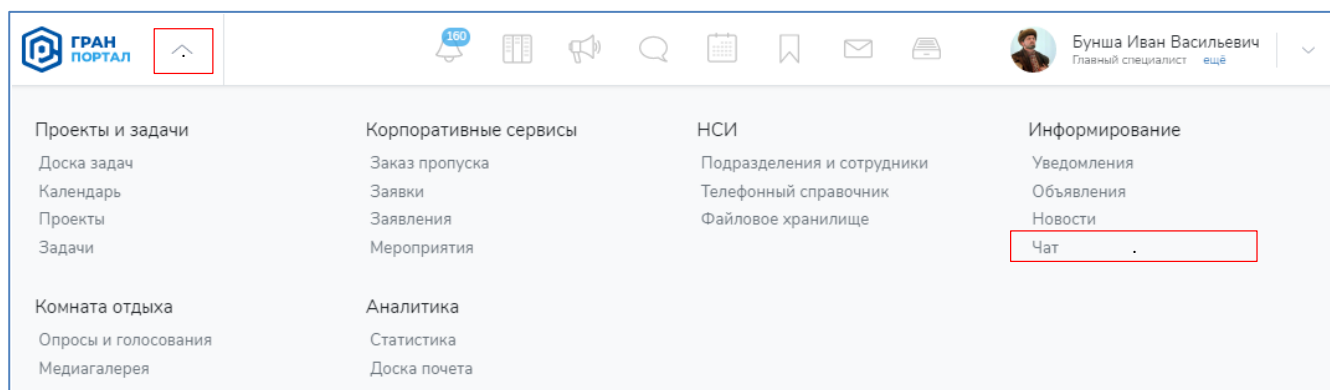 ГРАН
ПОРТАЛ
160
Бунша Иван Васильевич
Главный специалист ещё
Проекты и задачи
Доска задач
Календарь
Проекты
Задачи
Корпоративные сервисы
Заказ пропуска
Заявки
Заявления
Мероприятия
НСИ
Подразделения и сотрудники
Телефонный справочник
Файловое хранилище
Информирование
Уведомления
Объявления
Новости
Чат
Комната отдыха
Опросы и голосования
Медиагалерея
Аналитика
Статистика
Доска почета